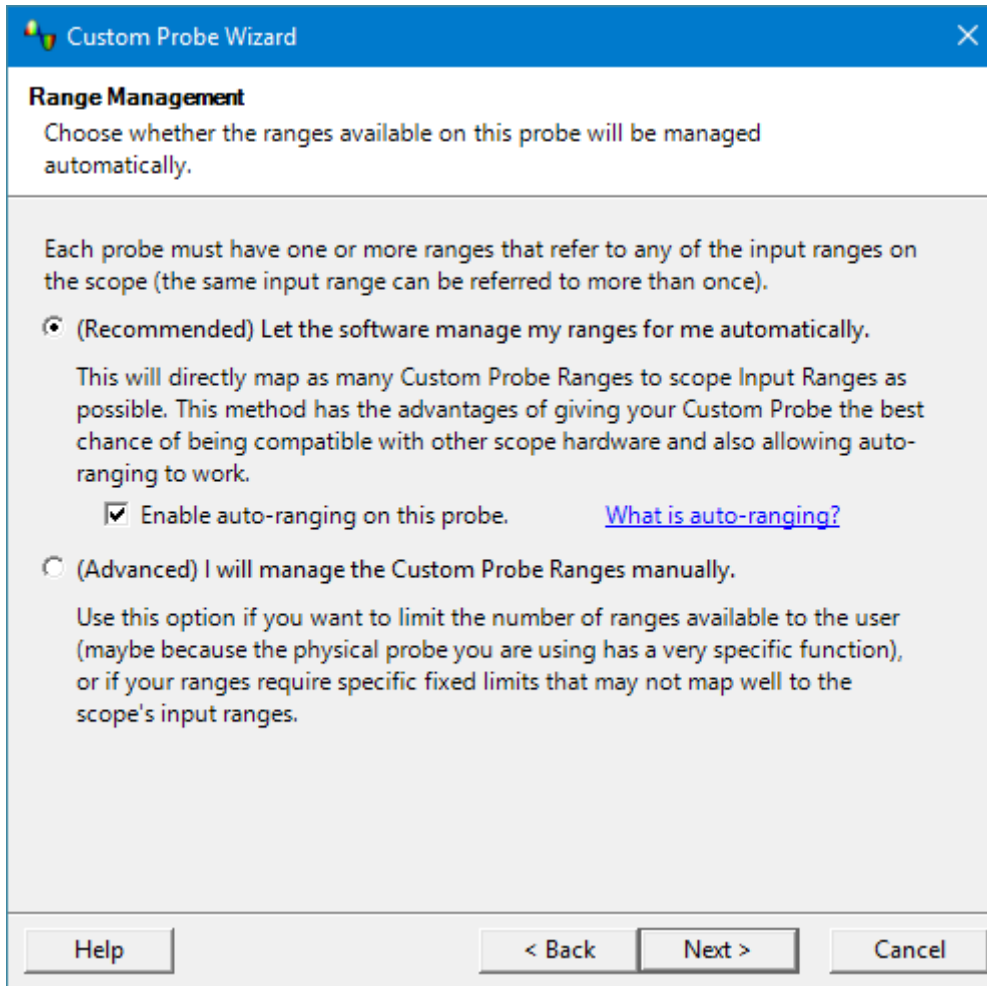 Custom Probe Wizard
Range Management
Choose whether the ranges available on this probe will be managed
automatically.
Each probe must have one or more ranges that refer to any of the input ranges on
the scope (the same input range can be referred to more than once).
(Recommended) Let the software manage my ranges for me automatically.
This will directly map as many Custom Probe Ranges to scope Input Ranges as
possible. This method has the advantages of giving your Custom Probe the best
chance of being compatible with other scope hardware and also allowing auto-
ranging to work.
Enable auto-ranging on this probe. What is auto-ranging?
(Advanced) I will manage the Custom Probe Ranges manually.
Use this option if you want to limit the number of ranges available to the user
(maybe because the physical probe you are using has a very specific function),
or if your ranges require specific fixed limits that may not map well to the
scope's input ranges.
Help < Back Next > Cancel